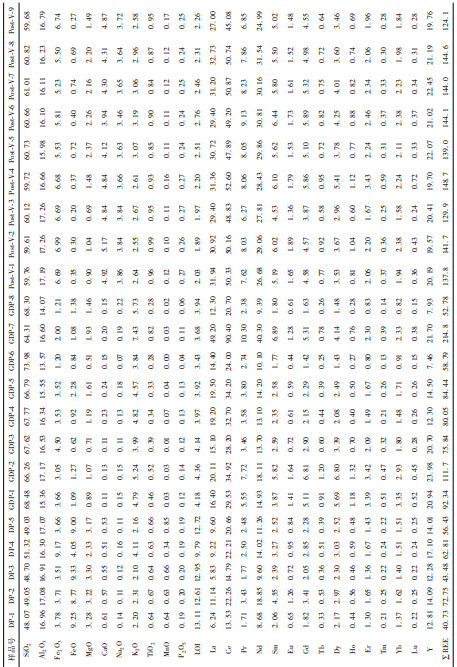 样品号 DP-1 DP-2 DP-3 DP-4 DP-5 GDP-1 GDP-2 GDP-3 GDP-4 GDP-5 GDP-6 GDP-7 GDP-8 Post-V-1 Post-V-2 Post-V-3 Post-V-4 Post-V-5 Post-V-6 Post-V-7 Post-V-8 Post-V-9
SiO₂ 48.07 49.05 48.70 51.32 49.03 68.48 66.26 67.62 67.77 66.79 73.98 64.31 68.30 59.76 59.61 60.12 59.72 60.73 60.66 61.01 60.82 59.68
Al₂O₃ 16.96 17.08 16.91 16.30 17.07 15.36 17.17 16.53 16.34 15.55 13.57 16.60 14.07 17.19 17.26 17.26 16.66 15.98 16.10 16.11 16.23 16.79
Fe₂O₃ 3.78 3.71 3.51 9.17 3.66 3.66 3.05 4.50 3.53 3.52 1.20 2.00 1.21 6.69 6.99 6.69 6.68 5.53 5.81 5.23 5.50 6.74
FeO 9.25 8.77 9.33 4.05 9.00 1.09 1.27 0.62 0.92 2.28 0.84 1.08 1.38 0.35 0.30 0.20 0.37 0.72 0.40 0.74 0.69 0.27
MgO 3.28 3.22 3.30 2.33 3.17 0.89 1.07 0.71 1.19 1.61 0.51 0.93 1.46 0.90 1.04 0.69 1.48 2.37 2.26 2.16 2.20 1.49
CaO 0.61 0.57 0.55 0.51 0.53 0.11 0.13 0.11 0.23 0.24 0.15 0.20 0.15 4.92 5.17 4.84 4.84 4.12 3.94 4.30 4.31 4.87
Na₂O 0.14 0.11 0.12 0.16 0.11 0.15 0.15 0.11 0.13 0.18 0.07 0.19 0.22 3.86 3.84 3.84 3.66 3.63 3.46 3.65 3.64 3.72
K₂O 2.20 2.31 2.10 4.11 2.16 4.79 5.24 3.99 4.82 4.57 3.84 7.43 5.73 2.64 2.55 2.67 2.61 3.07 3.19 3.06 2.96 2.58
TiO₂ 0.64 0.67 0.64 0.63 0.66 0.46 0.52 0.39 0.34 0.33 0.28 0.82 0.28 0.96 0.99 0.95 0.93 0.85 0.90 0.84 0.87 0.95
MnO 0.64 0.63 0.66 0.34 0.85 0.03 0.03 0.01 0.07 0.04 0.00 0.03 0.02 0.12 0.10 0.11 0.16 0.11 0.11 0.12 0.12 0.17
P₂O₅ 0.19 0.20 0.19 0.20 0.19 0.12 0.14 0.12 0.13 0.13 0.04 0.11 0.06 0.27 0.26 0.27 0.27 0.24 0.24 0.25 0.24 0.25
LOI 13.11 12.61 12.95 9.19 12.72 4.18 4.36 4.14 3.97 3.92 3.43 3.68 3.94 2.03 1.89 1.97 2.20 2.51 2.76 2.46 2.31 2.26
La 6.24 11.14 5.83 9.22 9.60 16.40 34.92 15.10 19.20 19.50 14.40 49.20 12.30 31.94 30.92 29.40 31.36 30.72 29.40 31.20 32.73 27.00
Ce 13.53 22.26 14.79 22.21 20.66 29.53 34.92 28.20 32.70 34.20 24.00 90.40 20.70 50.33 50.16 48.83 52.60 47.89 49.20 50.87 50.74 45.08
Pr 1.71 3.43 1.77 2.50 2.48 5.55 7.72 3.46 3.58 3.80 2.74 10.30 2.38 7.62 8.03 6.27 8.06 8.05 9.13 8.23 7.86 6.85
Nd 8.68 18.06 9.60 14.02 11.26 14.93 18.11 13.70 13.10 14.20 10.10 40.30 9.39 26.68 29.06 27.81 28.43 29.86 30.81 30.16 31.54 24.99
Sm 2.05 4.55 2.39 3.27 2.52 3.87 5.82 2.59 2.35 2.58 1.77 6.89 1.80 5.19 5.50 4.53 6.10 5.62 6.44 5.80 5.50 5.02
Eu 0.65 1.26 0.72 0.95 0.84 1.41 1.64 0.72 0.61 0.59 0.44 1.28 0.61 1.65 1.89 1.36 1.79 1.53 1.73 1.61 1.52 1.48
Gd 1.82 3.41 2.05 2.85 2.28 5.11 6.81 2.90 2.15 2.29 1.42 5.31 1.63 4.58 4.57 3.87 5.86 5.10 5.89 5.32 4.98 4.55
Tb 0.33 0.53 0.36 0.51 0.39 0.91 1.20 0.60 0.44 0.39 0.25 0.78 0.26 0.77 0.92 0.58 0.95 0.72 0.82 0.75 0.72 0.64
Dy 2.17 2.97 2.30 3.03 2.52 5.69 6.80 3.39 2.08 2.49 1.43 4.14 1.48 3.53 3.67 2.96 5.41 3.78 4.25 4.01 3.60 3.46
Ho 0.44 0.56 0.46 0.59 0.48 1.18 1.32 0.70 0.40 0.50 0.27 0.76 0.28 0.81 1.04 0.60 1.12 0.77 0.88 0.82 0.74 0.69
Er 1.30 1.65 1.36 1.67 1.43 3.39 3.42 2.09 1.49 1.67 0.80 2.30 0.83 2.06 2.20 1.67 3.43 2.24 2.46 2.34 2.06 1.96
Tm 0.21 0.25 0.22 0.24 0.22 0.51 0.47 0.32 0.21 0.26 0.13 0.39 0.14 0.37 0.36 0.25 0.59 0.31 0.37 0.33 0.30 0.28
Yb 1.37 1.62 1.40 1.51 1.51 3.35 2.93 1.80 1.48 1.71 0.91 2.33 0.82 1.94 2.38 1.58 2.24 2.11 2.38 2.23 1.98 1.84
Lu 0.22 0.25 0.22 0.24 0.25 0.52 0.45 0.28 0.26 0.26 0.15 0.38 0.15 0.36 0.43 0.24 0.72 0.33 0.37 0.34 0.31 0.28
Y 12.81 14.09 12.28 17.10 14.01 20.91 23.98 20.70 12.30 14.50 7.46 21.70 7.93 20.19 19.57 20.41 19.70 22.07 21.02 22.45 21.19 19.76
ΣREE 40.73 72.75 43.48 62.81 56.43 92.34 111.7 75.84 80.05 84.44 58.79 214.8 52.78 137.8 141.7 129.9 148.7 139.0 144.1 144.0 144.6 124.1